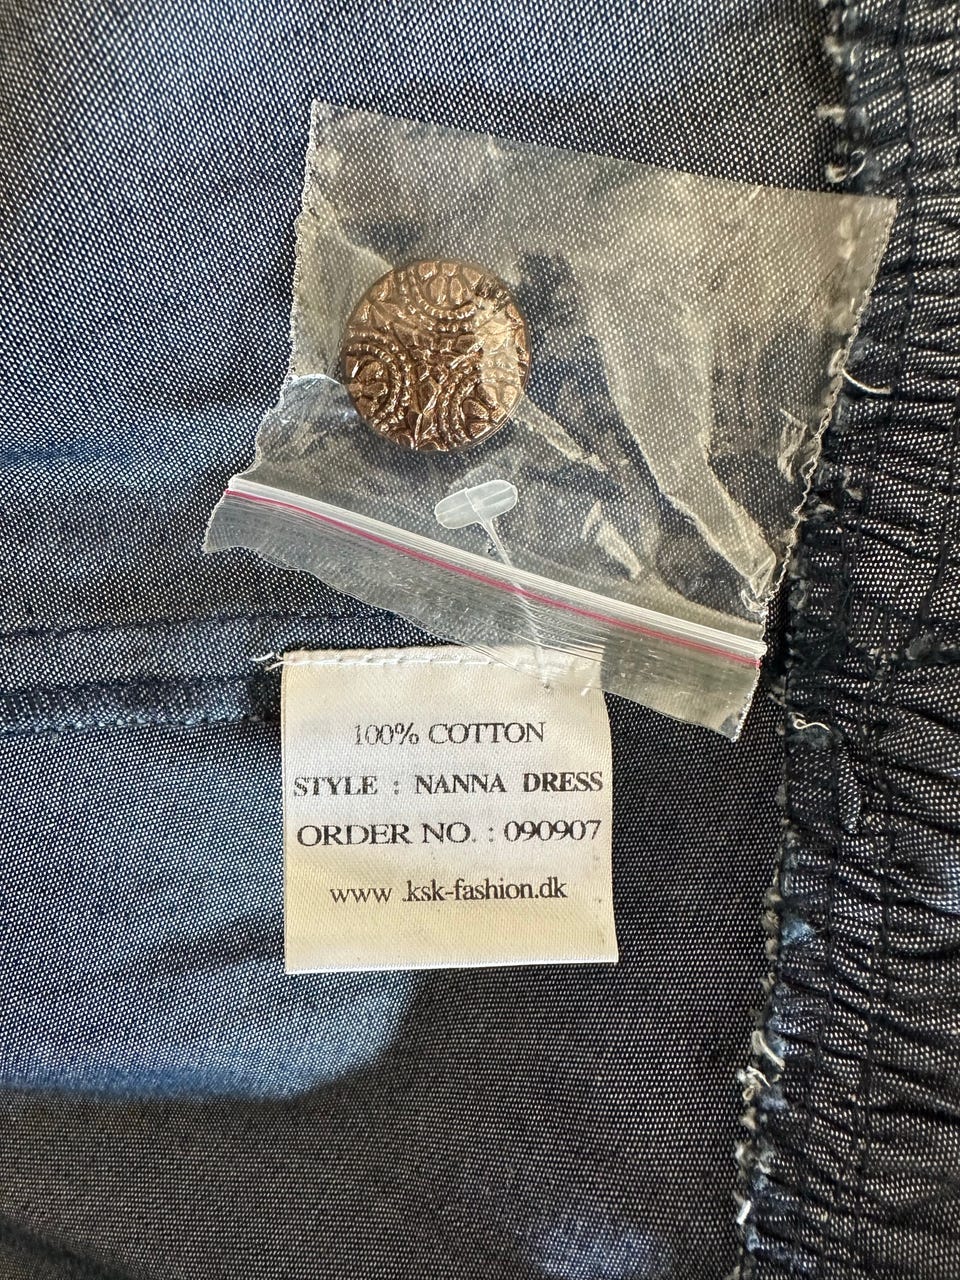 100% COTTON
STYLE : NANNA DRESS
ORDER NO. : 090907
www .ksk-fashion.dk